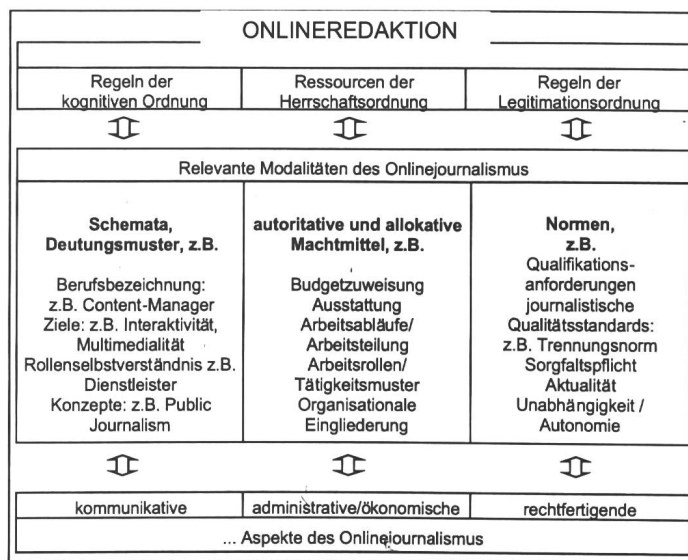 ONLINEREDAKTION
Regeln der
kognitiven Ordnung
Ressourcen der
Herrschaftsordnung
Regeln der
Legitimationsordnung
Relevante Modalitäten des Onlinejournalismus
Schemata,
Deutungsmuster, z.B.
Berufsbezeichnung:
z.B. Content-Manager
Ziele: z.B. Interaktivität,
Multimedialität
Rollenselbstverständnis z.B.
Dienstleister
Konzepte: z.B. Public
Journalism
autoritative und allokative
Machtmittel, z.B.
Budgetzuweisung
Ausstattung
Arbeitsabläufe/
Arbeitsteilung
Arbeitsrollen/
Tätigkeitsmuster
Organisationale
Eingliederung
Normen,
z.B.
Qualifikations-
anforderungen
journalistische
Qualitätsstandards:
z.B. Trennungsnorm
Sorgfaltspflicht
Aktualität
Unabhängigkeit /
Autonomie
kommunikative
administrative/ökonomische
rechtfertigende
... Aspekte des Onlinejournalismus